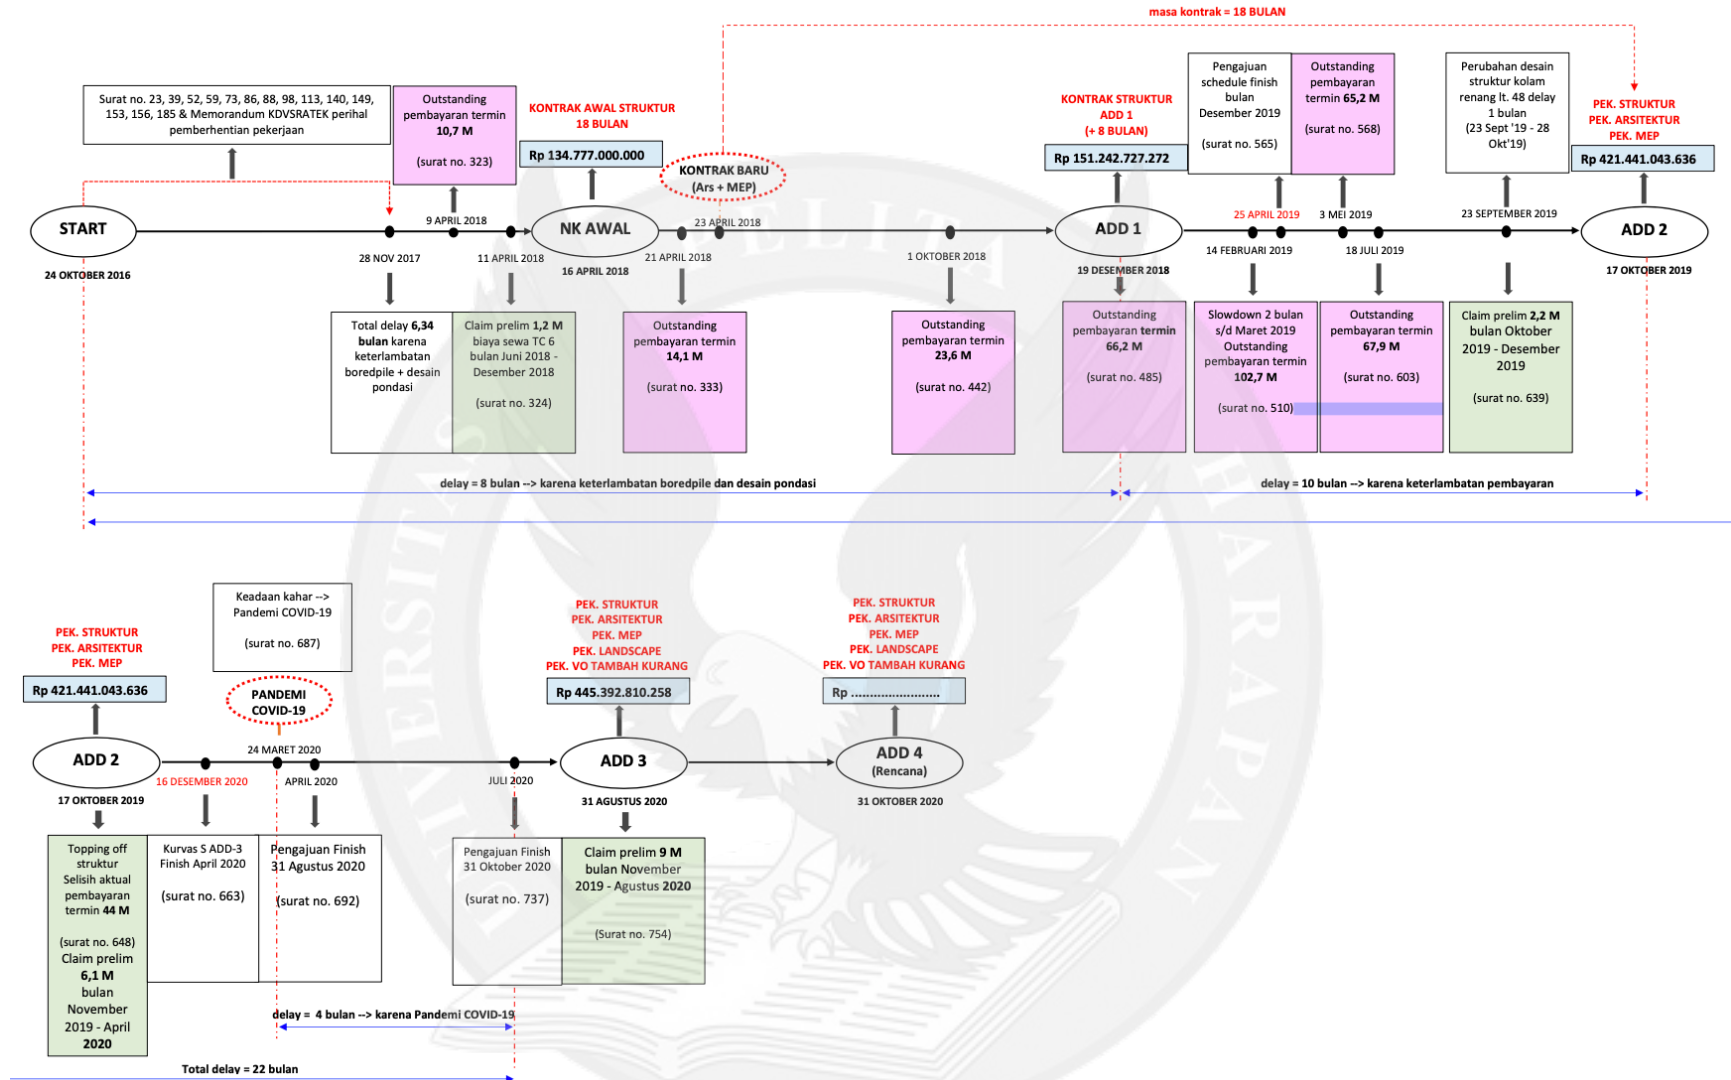 masa kontrak = 18 BULAN
Surat no. 23, 39, 52, 59, 73, 86, 88, 98, 113, 140, 149,
153, 156, 185 & Memorandum KDVSRATEK perihal
pemberhentian pekerjaan
Outstanding
pembayaran termin
10,7 M
(surat no. 323)
KONTRAK AWAL STRUKTUR
18 BULAN
Rp 134.777.000.000
KONTRAK BARU
(Ars + MEP)
KONTRAK STRUKTUR
ADD 1
(+ 8 BULAN)
Rp 151.242.727.272
Pengajuan
schedule finish
bulan
Desember 2019
(surat no. 565)
Outstanding
pembayaran
termin 65,2 M
(surat no. 568)
Perubahan desain
struktur kolam
renang lt. 48 delay
1 bulan
(23 Sept '19 - 28
Okt'19)
PEK. STRUKTUR
PEK. ARSITEKTUR
PEK. MEP
Rp 421.441.043.636
START
24 OKTOBER 2016
28 NOV 2017
9 APRIL 2018
11 APRIL 2018
NK AWAL
16 APRIL 2018
21 APRIL 2018
23 APRIL 2018
1 OKTOBER 2018
ADD 1
19 DESEMBER 2018
25 APRIL 2019
14 FEBRUARI 2019
3 MEI 2019
18 JULI 2019
23 SEPTEMBER 2019
ADD 2
17 OKTOBER 2019
Total delay 6,34
bulan karena
keterlambatan
boredpile + desain
pondasi
Claim prelim 1,2 M
biaya sewa TC 6
bulan Juni 2018 -
Desember 2018
(surat no. 324)
Outstanding
pembayaran termin
14,1 M
(surat no. 333)
Outstanding
pembayaran termin
23,6 M
(surat no. 442)
Outstanding
pembayaran termin
66,2 M
(surat no. 485)
Slowdown 2 bulan
s/d Maret 2019
Outstanding
pembayaran termin
102,7 M
(surat no. 510)
Outstanding
pembayaran termin
67,9 M
(surat no. 603)
Claim prelim 2,2 M
bulan Oktober
2019 - Desember
2019
(surat no. 639)
delay = 8 bulan --> karena keterlambatan boredpile dan desain pondasi
delay = 10 bulan --> karena keterlambatan pembayaran
PEK. STRUKTUR
PEK. ARSITEKTUR
PEK. MEP
Rp 421.441.043.636
Keadaan kahar -->
Pandemi COVID-19
(surat no. 687)
PANDEMI
COVID-19
PEK. STRUKTUR
PEK. ARSITEKTUR
PEK. MEP
PEK. LANDSCAPE
PEK. VO TAMBAH KURANG
Rp 445.392.810.258
PEK. STRUKTUR
PEK. ARSITEKTUR
PEK. MEP
PEK. LANDSCAPE
PEK. VO TAMBAH KURANG
Rp ........................
ADD 2
17 OKTOBER 2019
16 DESEMBER 2020
24 MARET 2020
APRIL 2020
JULI 2020
ADD 3
31 AGUSTUS 2020
ADD 4
(Rencana)
31 OKTOBER 2020
Topping off
struktur
Selisih aktual
pembayaran
termin 44 M
(surat no. 648)
Claim prelim
6,1 M
bulan
November
2019 - April
2020
Kurvas S ADD-3
Finish April 2020
(surat no. 663)
Pengajuan Finish
31 Agustus 2020
(surat no. 692)
Pengajuan Finish
31 Oktober 2020
(surat no. 737)
Claim prelim 9 M
bulan November
2019 - Agustus 2020
(Surat no. 754)
delay = 4 bulan --> karena Pandemi COVID-19
Total delay = 22 bulan
UNIVERSITAS PELITA HARAPAN